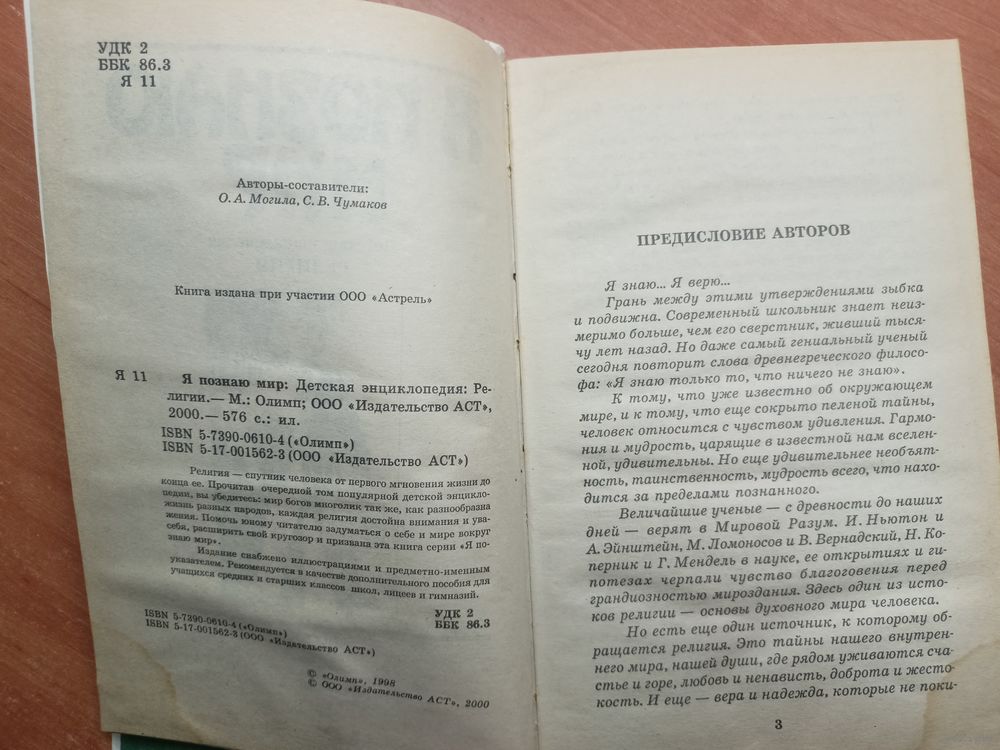 УДК 2
ББК 86.3
Я 11
Авторы-составители:
О. А. Могила, С. В. Чумаков
Книга издана при участии ООО «Астрель»
Я 11 Я познаю мир: Детская энциклопедия: Ре-
лигии.— М.: Олимп; ООО «Издательство АСТ»,
2000.— 576 с.: ил.
ISBN 5-7390-0610-4 («Олимп»)
ISBN 5-17-001562-3 (ООО «Издательство АСТ»)
Религия — спутник человека от первого мгновения жизни до
конца ее. Прочитав очередной том популярной детской энцикло-
педии, вы убедитесь: мир богов многолик так же, как разнообразна
жизнь разных народов, каждая религия достойна внимания и ува-
жения. Помочь юному читателю задуматься о себе и мире вокруг
себя, расширить свой кругозор и призвана эта книга серии «Я по-
знаю мир».
Издание снабжено иллюстрациями и предметно-именным
указателем. Рекомендуется в качестве дополнительного пособия для
учащихся средних и старших классов школ, лицеев и гимназий.
УДК 2
ББК 86.3
ISBN 5-7390-0610-4 («Олимп»)
ISBN 5-17-001562-3 (ООО «Издательство АСТ»)
© «Олимп», 1998
© ООО «Издательство АСТ», 2000
ПРЕДИСЛОВИЕ АВТОРОВ
Я знаю... Я верю...
Грань между этими утверждениями зыбка
и подвижна. Современный школьник знает неиз-
меримо больше, чем его сверстник, живший тыся-
чу лет назад. Но даже самый гениальный ученый
сегодня повторит слова древнегреческого филосо-
фа: «Я знаю только то, что ничего не знаю».
К тому, что уже известно об окружающем
мире, и к тому, что еще сокрыто пеленой тайны,
человек относится с чувством удивления. Гармо-
ния и мудрость, царящие в известной нам вселен-
ной, удивительны. Но еще удивительнее необъят-
ность, таинственность, мудрость всего, что нахо-
дится за пределами познанного.
Величайшие ученые — с древности до наших
дней — верят в Мировой Разум. И. Ньютон и
А. Эйнштейн, М. Ломоносов и В. Вернадский, Н. Ко-
перник и Г. Мендель в науке, ее открытиях и ги-
потезах черпали чувство благоговения перед
грандиозностью мироздания. Здесь один из исто-
ков религии — основы духовного мира человека.
Но есть еще один источник, к которому об-
ращается религия. Это тайны нашего внутрен-
него мира, нашей души, где рядом уживаются сча-
стье и горе, любовь и ненависть, доброта и жесто-
кость. И еще — вера и надежда, которые не поки-
3